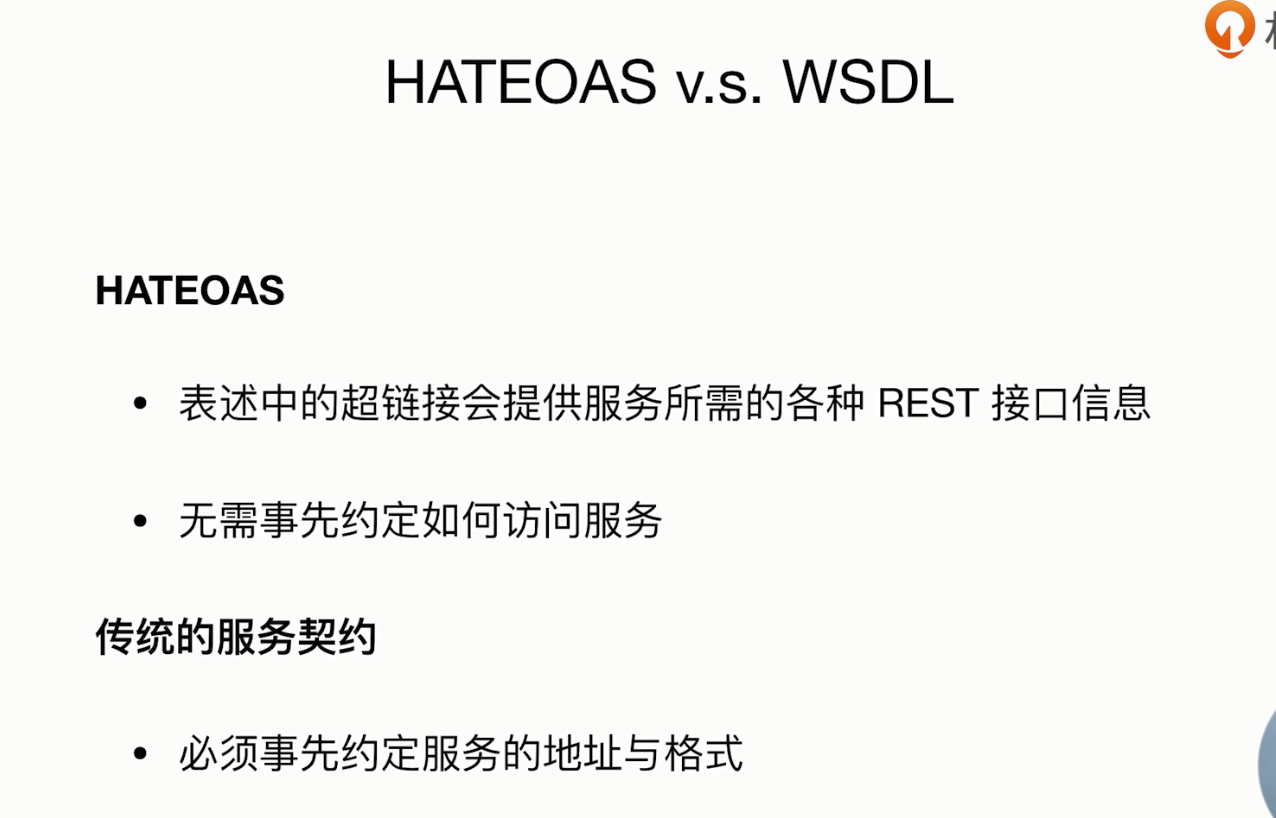 HATEOAS v.s. WSDL
HATEOAS
• 表述中的超链接会提供服务所需的各种 REST 接口信息
• 无需事先约定如何访问服务
传统的服务契约
• 必须事先约定服务的地址与格式